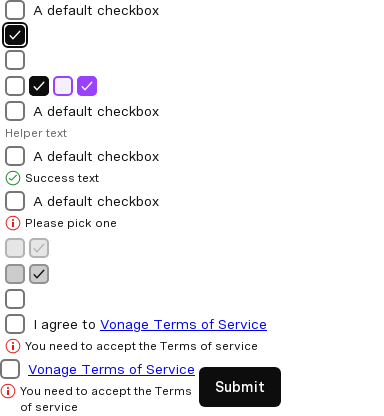 A default checkbox
A default checkbox
Helper text
A default checkbox
Success text
A default checkbox
Please pick one
I agree to Vonage Terms of Service
You need to accept the Terms of service
Vonage Terms of Service
You need to accept the Terms
of service
Submit